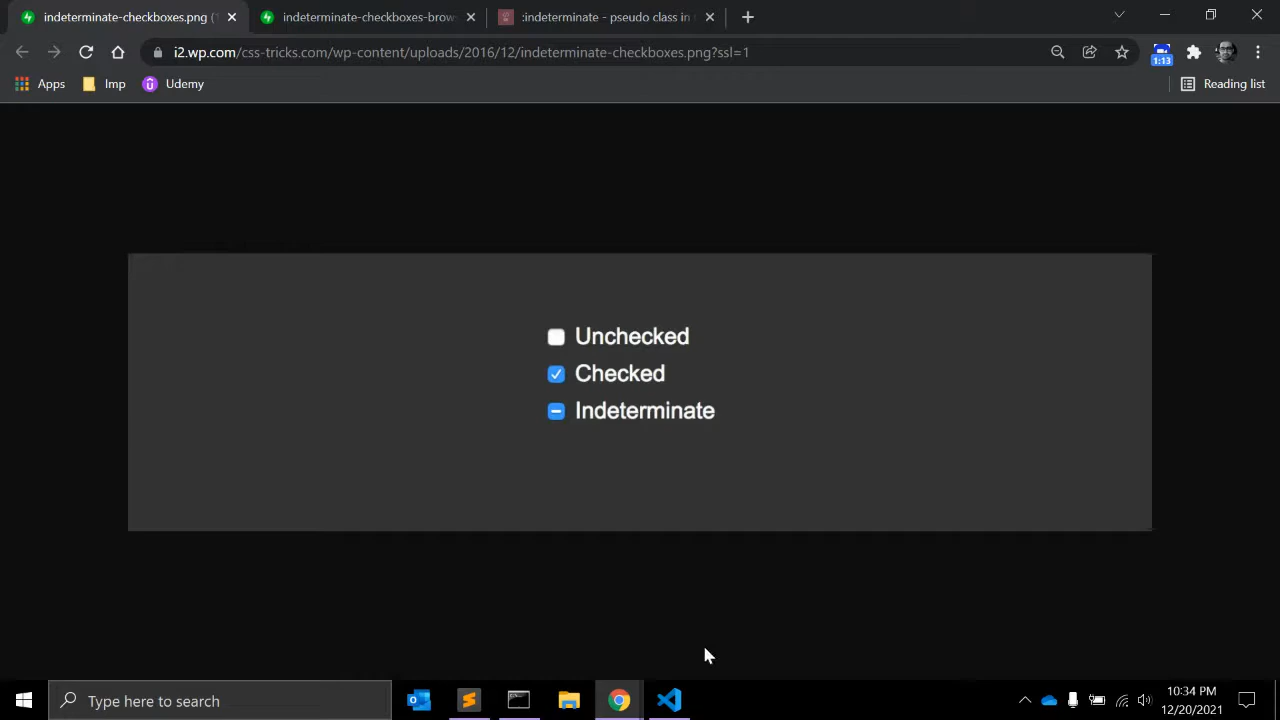 indeterminate-checkboxes.png (
indeterminate-checkboxes-brow
:indeterminate - pseudo class in
i2.wp.com/css-tricks.com/wp-content/uploads/2016/12/indeterminate-checkboxes.png?ssl=1
1:13
Apps
Imp
Udemy
Reading list
Unchecked
Checked
Indeterminate
Type here to search
10:34 PM
12/20/2021